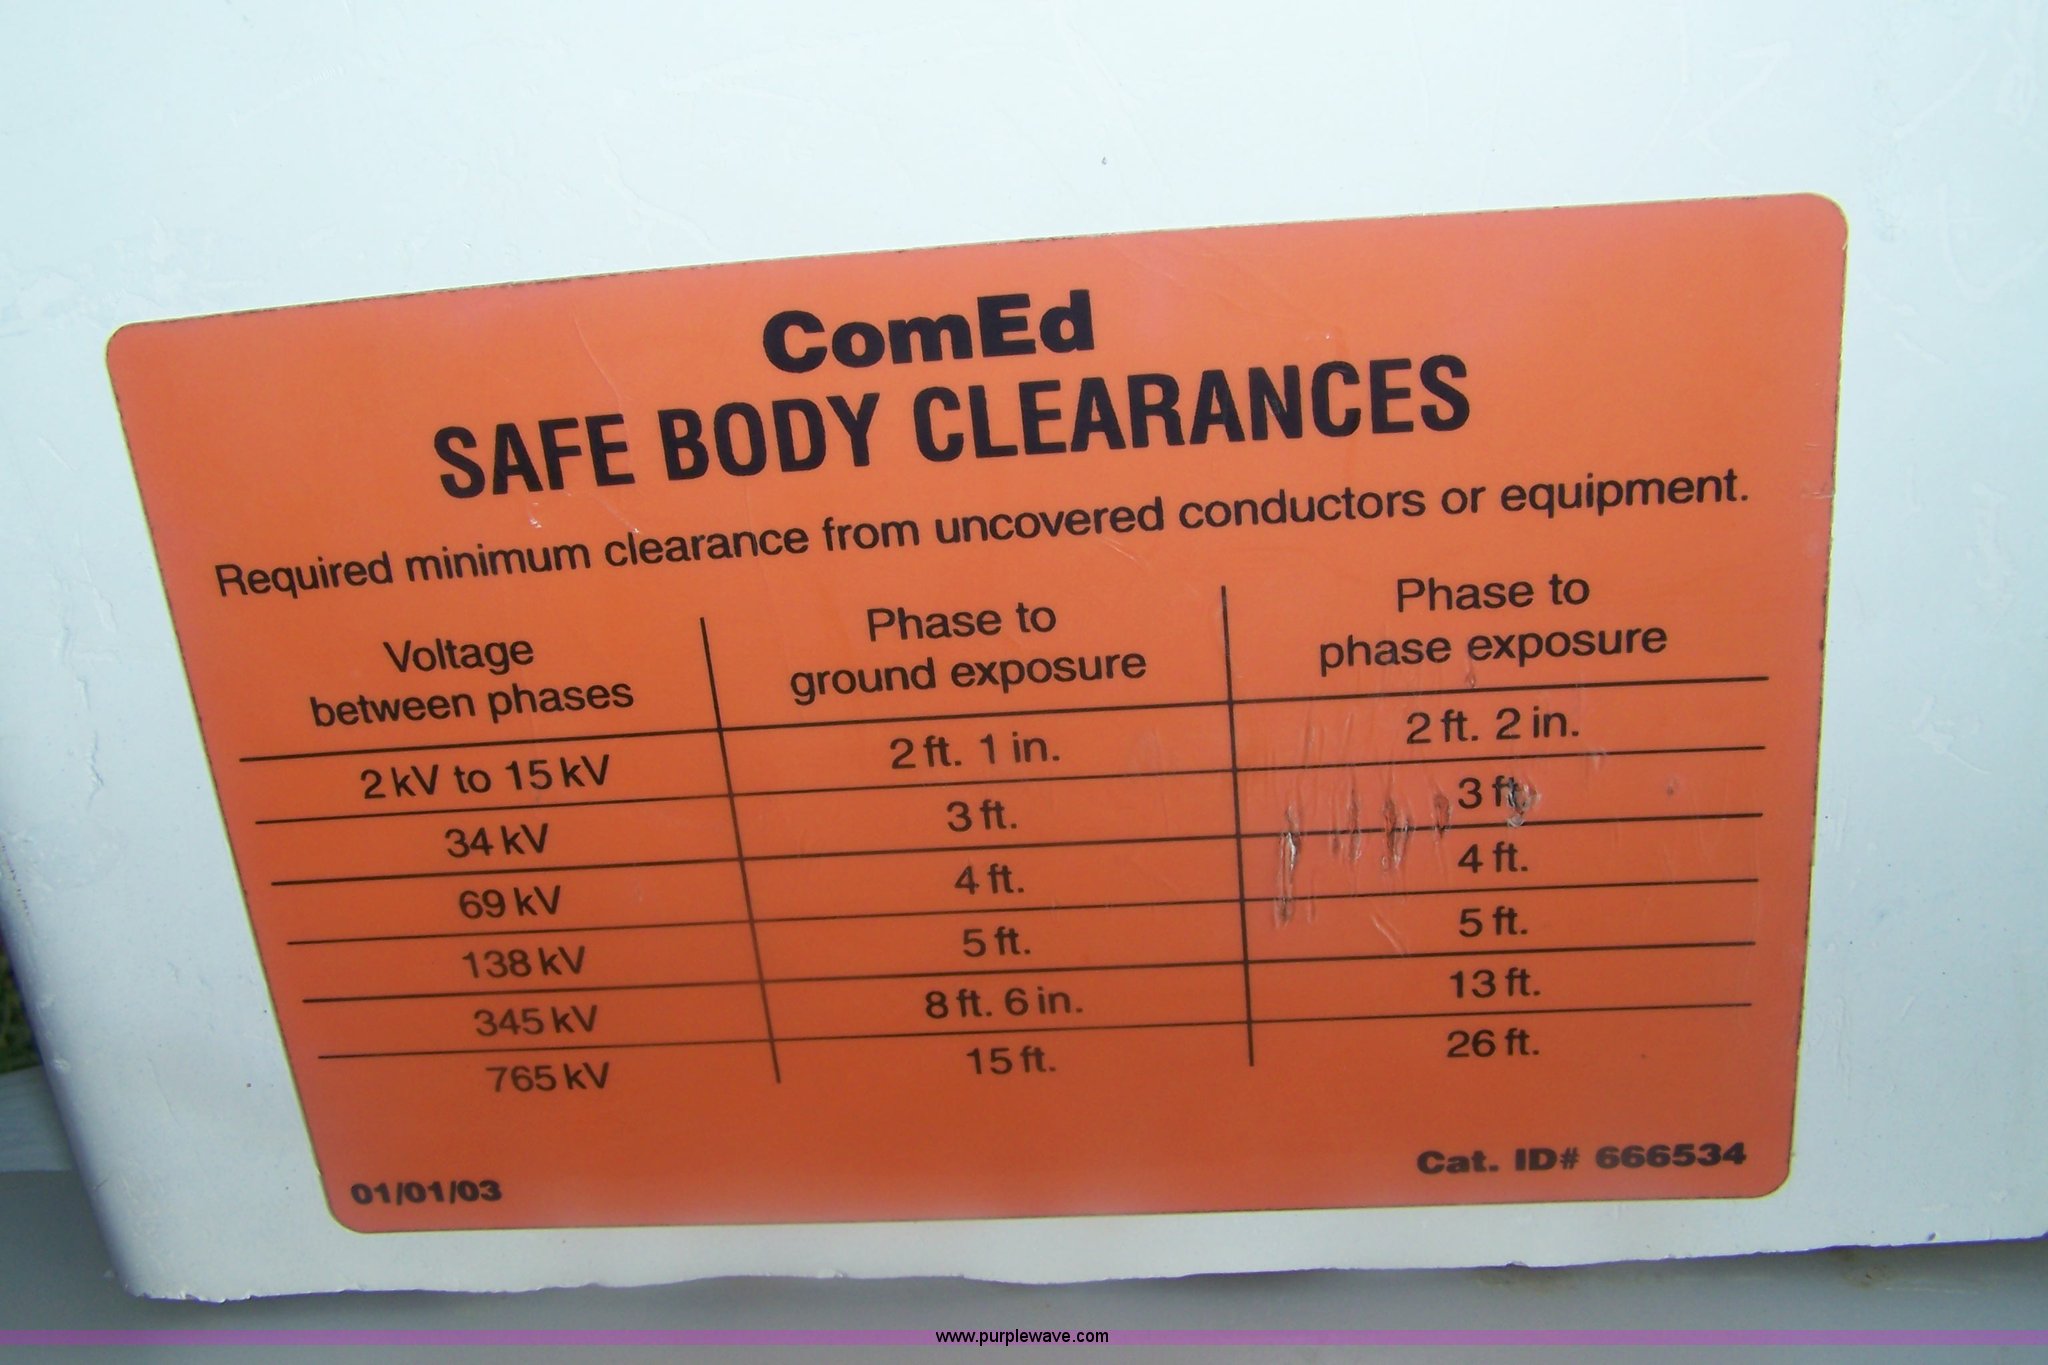 ComEd
SAFE BODY CLEARANCES
Required minimum clearance from uncovered conductors or equipment.
Voltage between phases | Phase to ground exposure | Phase to phase exposure
2 kV to 15 kV | 2 ft. 1 in. | 2 ft. 2 in.
34 kV | 3 ft. | 3 ft.
69 kV | 4 ft. | 4 ft.
138 kV | 5 ft. | 5 ft.
345 kV | 8 ft. 6 in. | 13 ft.
765 kV | 15 ft. | 26 ft.
01/01/03
Cat. ID# 666534
www.purplewave.com